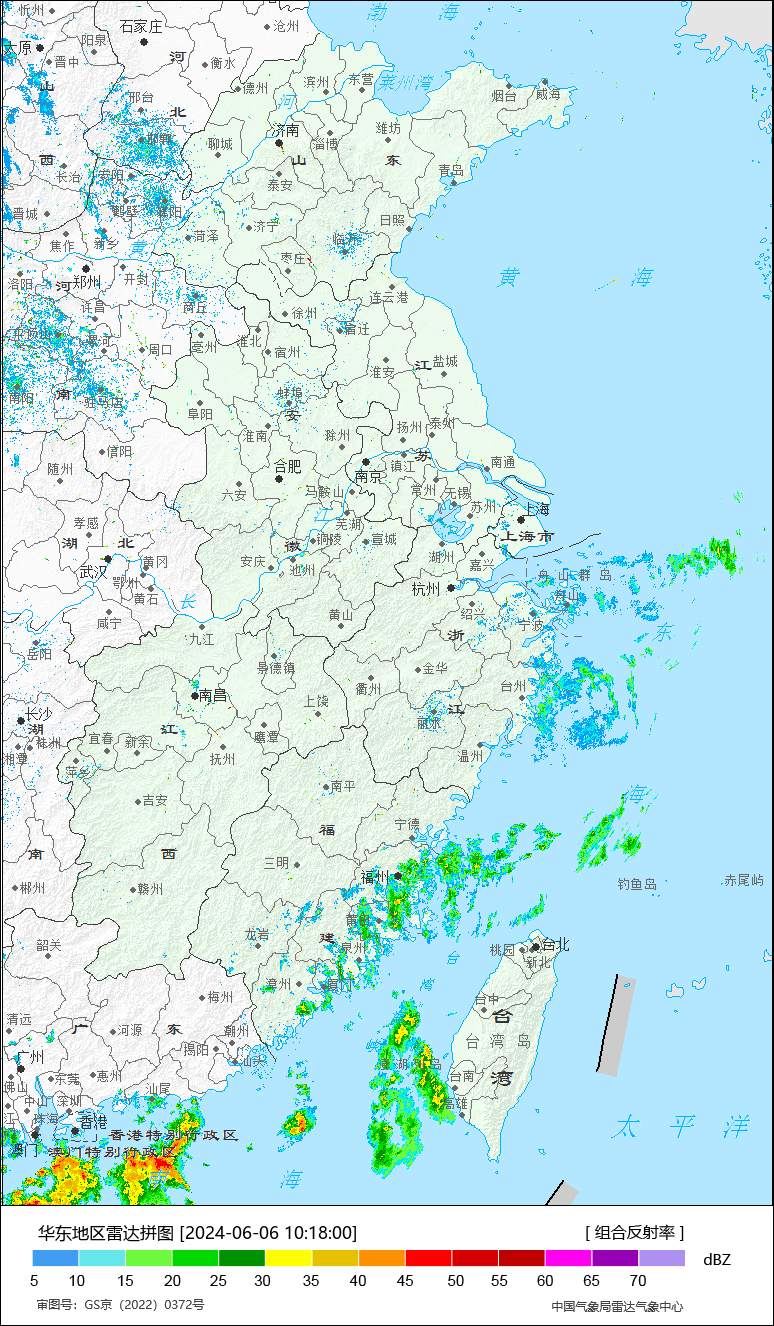 渤 海
忻州
石家庄
沧州
太原
阳泉
河
晋中
衡水
滨州
东营
莱州湾
德州
山
邢台
河
烟台
威海
北
济南
潍坊
邯郸
聊城
淄博
西
山 东
长治
安阳
泰安
青岛
晋城
鹤壁
濮阳
日照
焦作
新乡
黄
菏泽
济宁
临沂
枣庄
洛阳
河
郑州
开封
黄 海
连云港
许昌
商丘
徐州
宿迁
平顶山
漯河
周口
亳州
淮北
宿州
江
盐城
淮安
南阳
南
驻马店
蚌埠
阜阳
安
淮南
滁州
扬州
泰州
信阳
苏
随州
合肥
南京
镇江
南通
六安
马鞍山
常州
无锡
苏州
上海
孝感
江
芜湖
湖 北
徽
铜陵
宣城
上海市
武汉
黄冈
安庆
池州
湖州
嘉兴
鄂州
杭州
舟山群岛
黄石
长
舟山
咸宁
黄山
绍兴
宁波
九江
浙
东
岳阳
景德镇
金华
衢州
台州
南昌
上饶
长沙
江
丽水
湖
江
宜春
新余
鹰潭
株洲
湘潭
萍乡
抚州
温州
南平
海
吉安
宁德
福
南
西
三明
福州
郴州
赣州
钓鱼岛
赤尾屿
莆田
韶关
龙岩
建
泉州
台北
桃园
新北
台
漳州
厦门
湾
梅州
台中
清远
广 东
河源
潮州
台
揭阳
台 湾 岛
广州
汕头
峡
澎湖列岛
东莞
惠州
台南
湾
佛山
汕尾
高雄
中山
深圳
江门
珠海
香港
太 平 洋
香港特别行政区
澳门
澳门特别行政区
南 海
华东地区雷达拼图 [2024-06-06 10:18:00]
[ 组合反射率 ]
dBZ
5 10 15 20 25 30 35 40 45 50 55 60 65 70
审图号：GS京（2022）0372号
中国气象局雷达气象中心